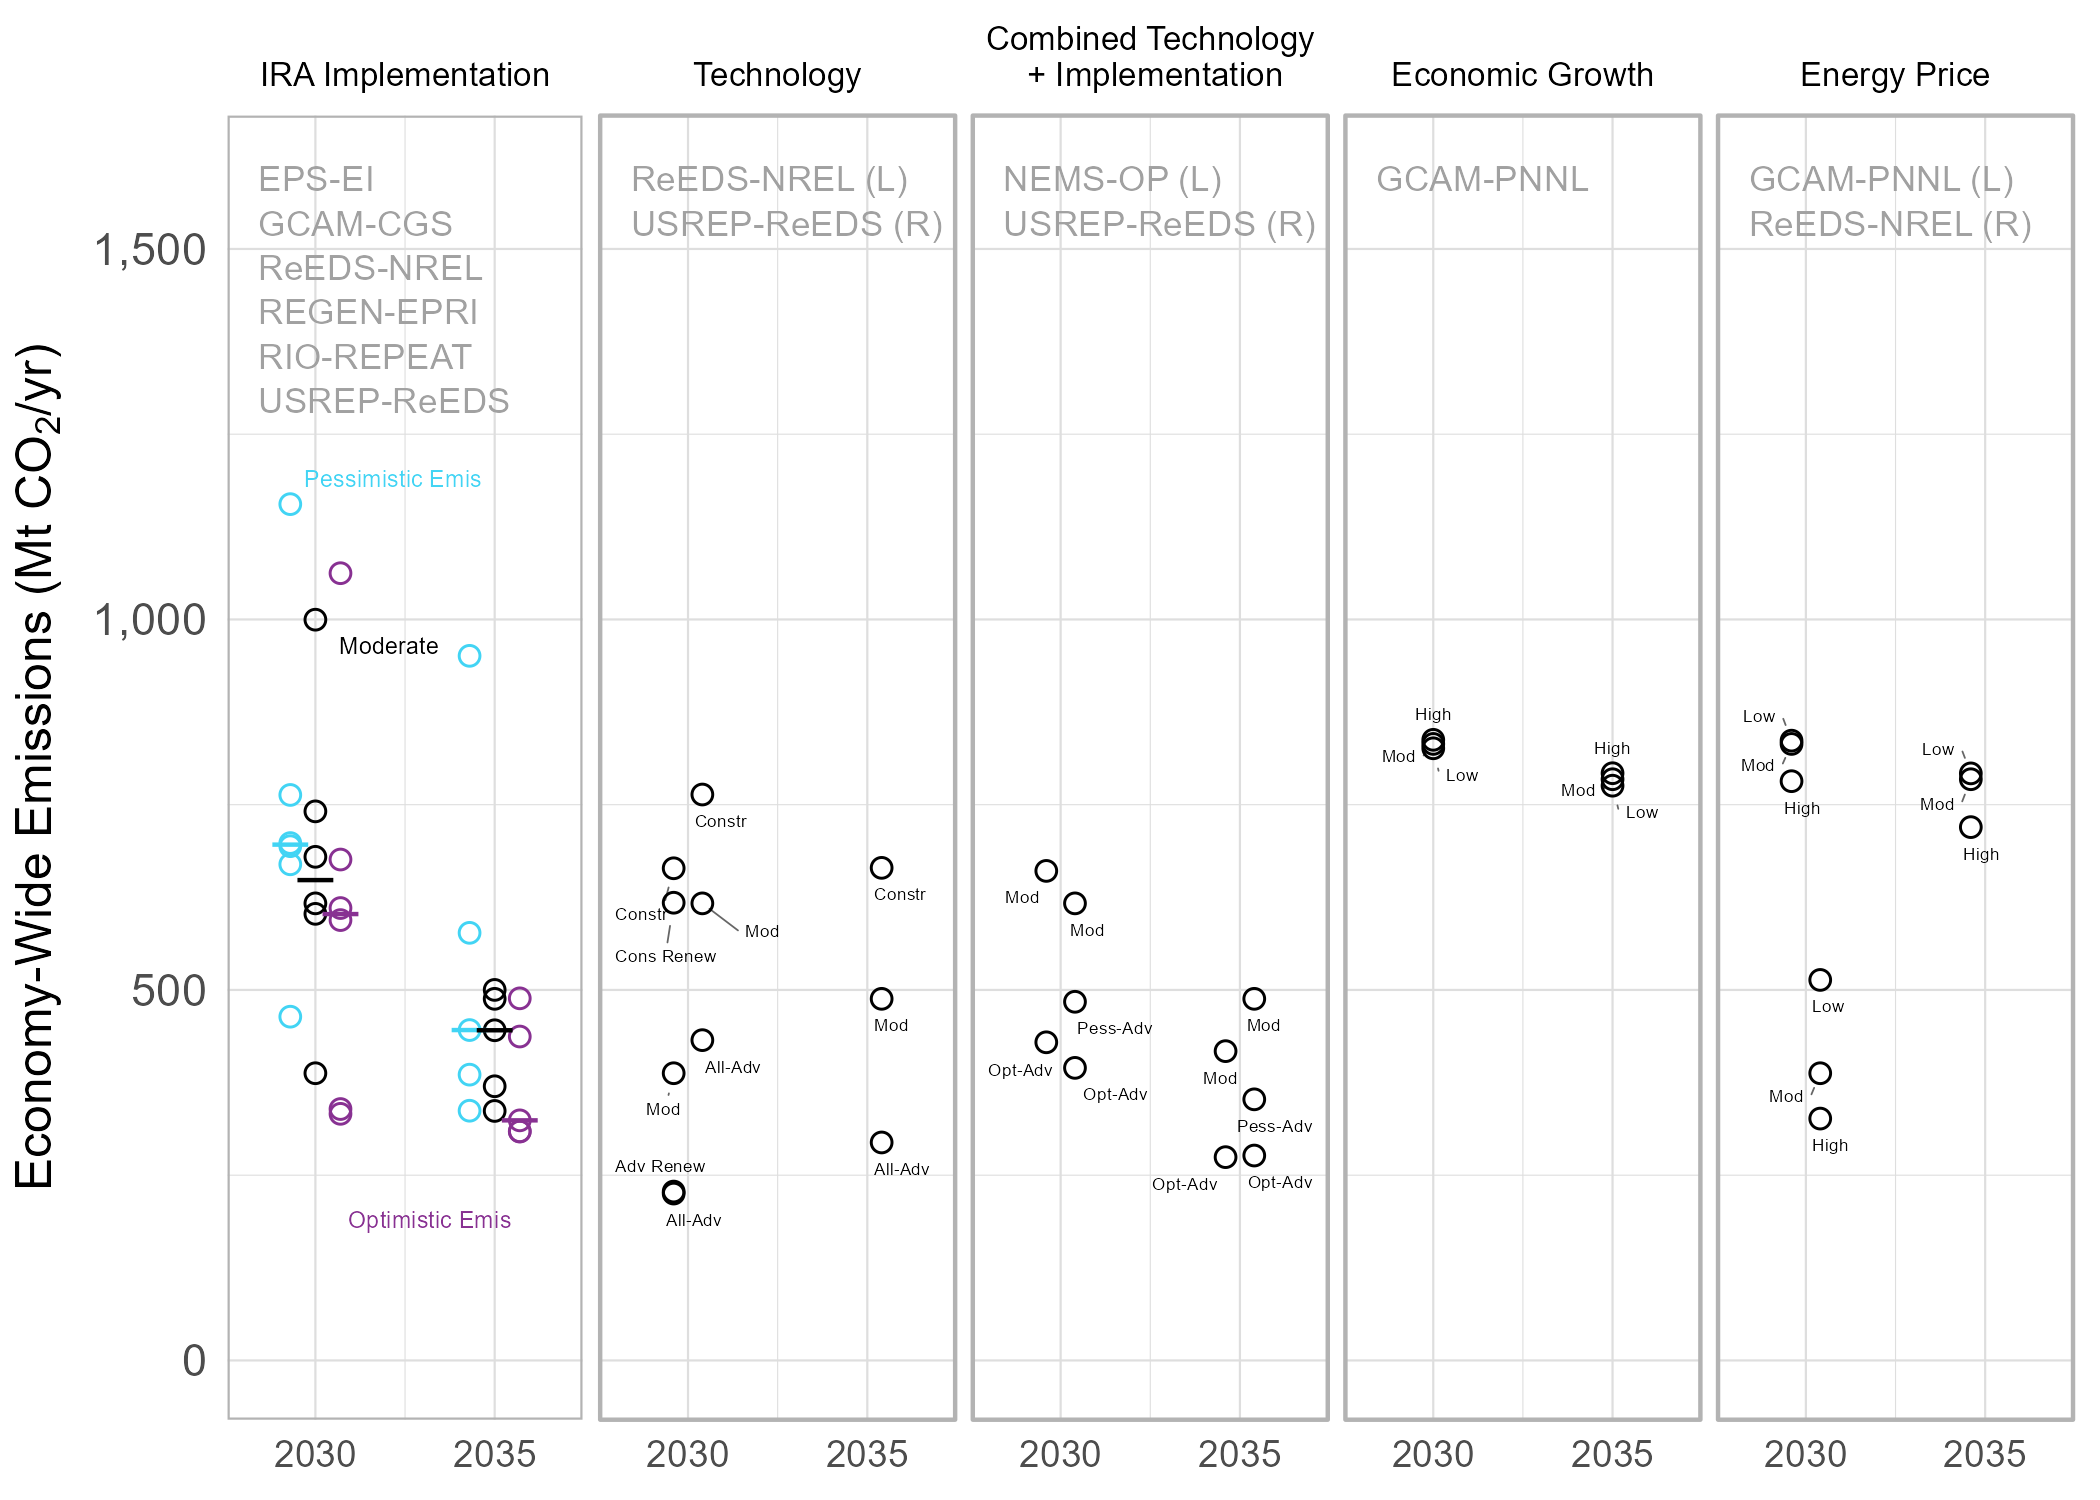 Combined Technology
+ Implementation
IRA Implementation
Technology
Economic Growth
Energy Price
Economy-Wide Emissions (Mt CO₂/yr)
1,500
1,000
500
0
EPS-EI
GCAM-CGS
ReEDS-NREL
REGEN-EPRI
RIO-REPEAT
USREP-ReEDS
Pessimistic Emis
Moderate
Optimistic Emis
2030
2035
ReEDS-NREL (L)
USREP-ReEDS (R)
Constr
Constr
Constr
Mod
Cons Renew
Mod
All-Adv
Mod
Adv Renew
All-Adv
All-Adv
2030
2035
NEMS-OP (L)
USREP-ReEDS (R)
Mod
Mod
Pess-Adv
Mod
Opt-Adv
Mod
Opt-Adv
Pess-Adv
Opt-Adv
Opt-Adv
2030
2035
GCAM-PNNL
High
Mod
Low
High
Mod
Low
2030
2035
GCAM-PNNL (L)
ReEDS-NREL (R)
Low
Mod
High
Low
Mod
High
Low
Mod
High
2030
2035